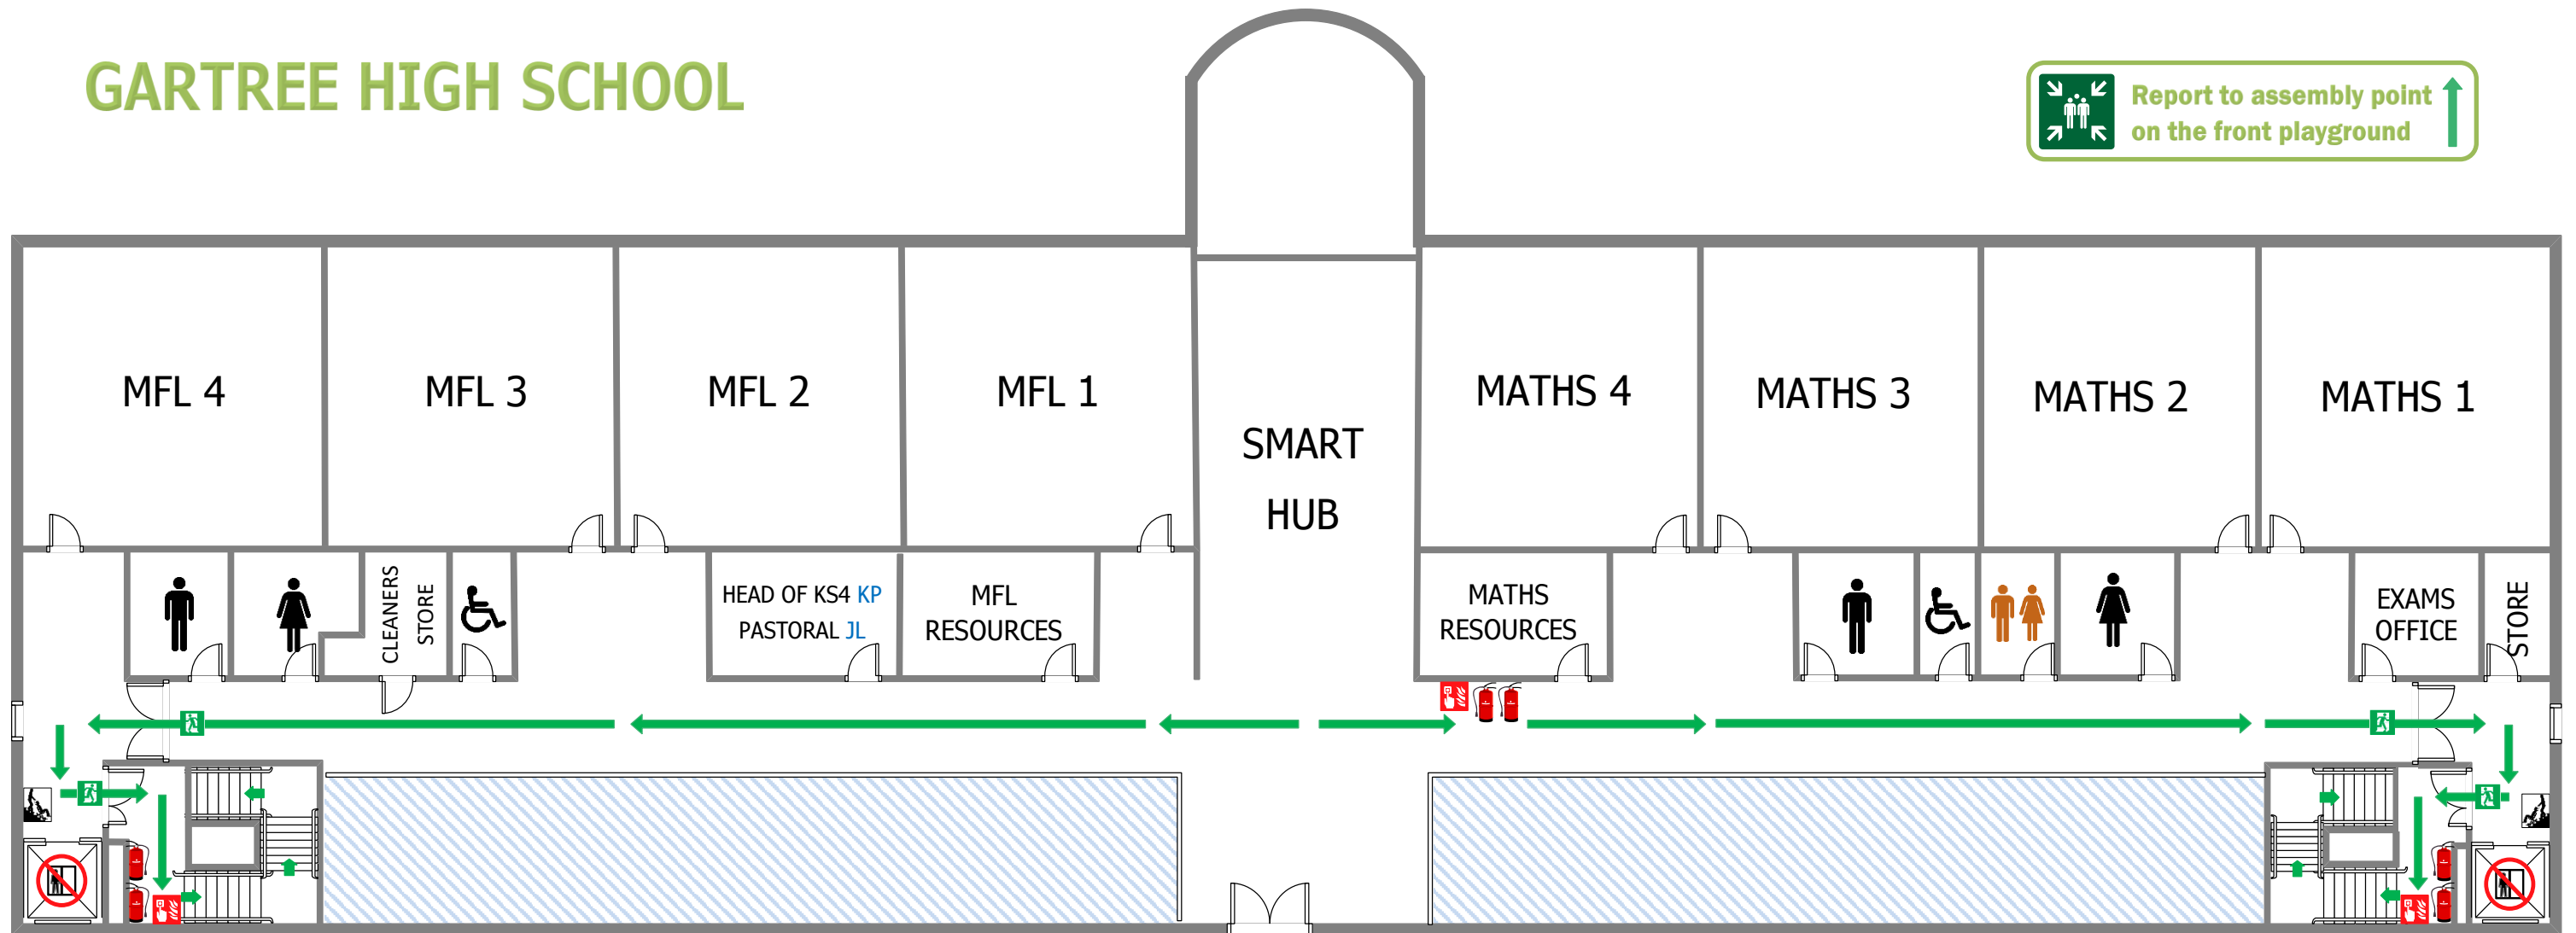 GARTREE HIGH SCHOOL
Report to assembly point
on the front playground
MFL 4
MFL 3
MFL 2
MFL 1
SMART
HUB
MATHS 4
MATHS 3
MATHS 2
MATHS 1
CLEANERS
STORE
HEAD OF KS4 KP
PASTORAL JL
MFL
RESOURCES
MATHS
RESOURCES
EXAMS
OFFICE
STORE